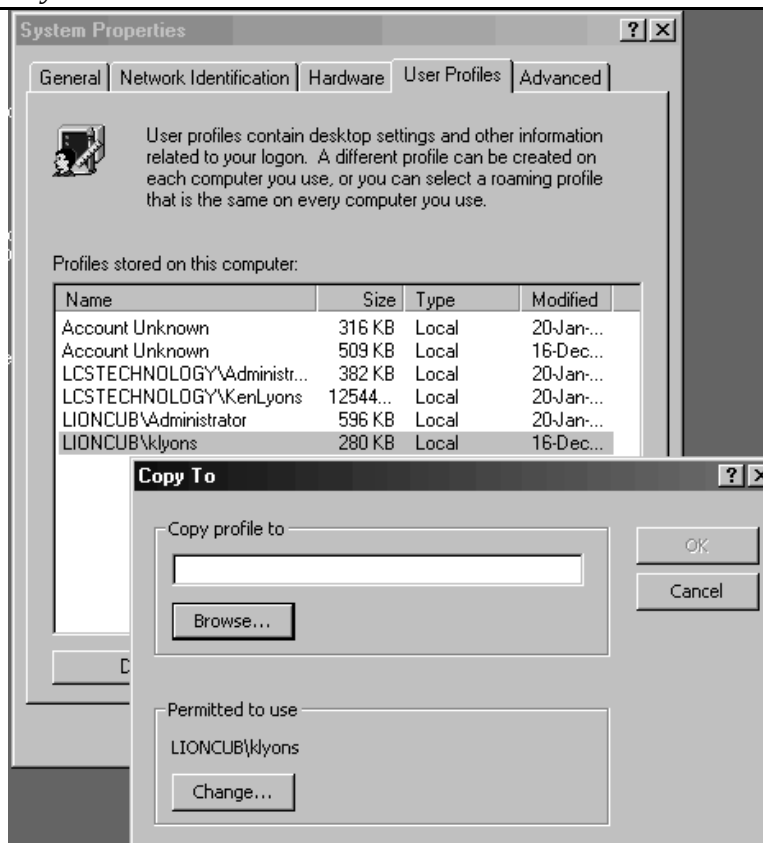 System Properties
General
Network Identification
Hardware
User Profiles
Advanced
User profiles contain desktop settings and other information
related to your logon. A different profile can be created on
each computer you use, or you can select a roaming profile
that is the same on every computer you use.
Profiles stored on this computer:
Name Size Type Modified
Account Unknown 316 KB Local 20-Jan-...
Account Unknown 509 KB Local 16-Dec...
LCSTECHNOLOGY\Administr... 382 KB Local 20-Jan-...
LCSTECHNOLOGY\KenLyons 12544... Local 20-Jan-...
LIONCUB\Administrator 596 KB Local 20-Jan-...
LIONCUB\klyons 280 KB Local 16-Dec...
Copy To
Copy profile to
OK
Cancel
Browse...
Permitted to use
LIONCUB\klyons
Change...